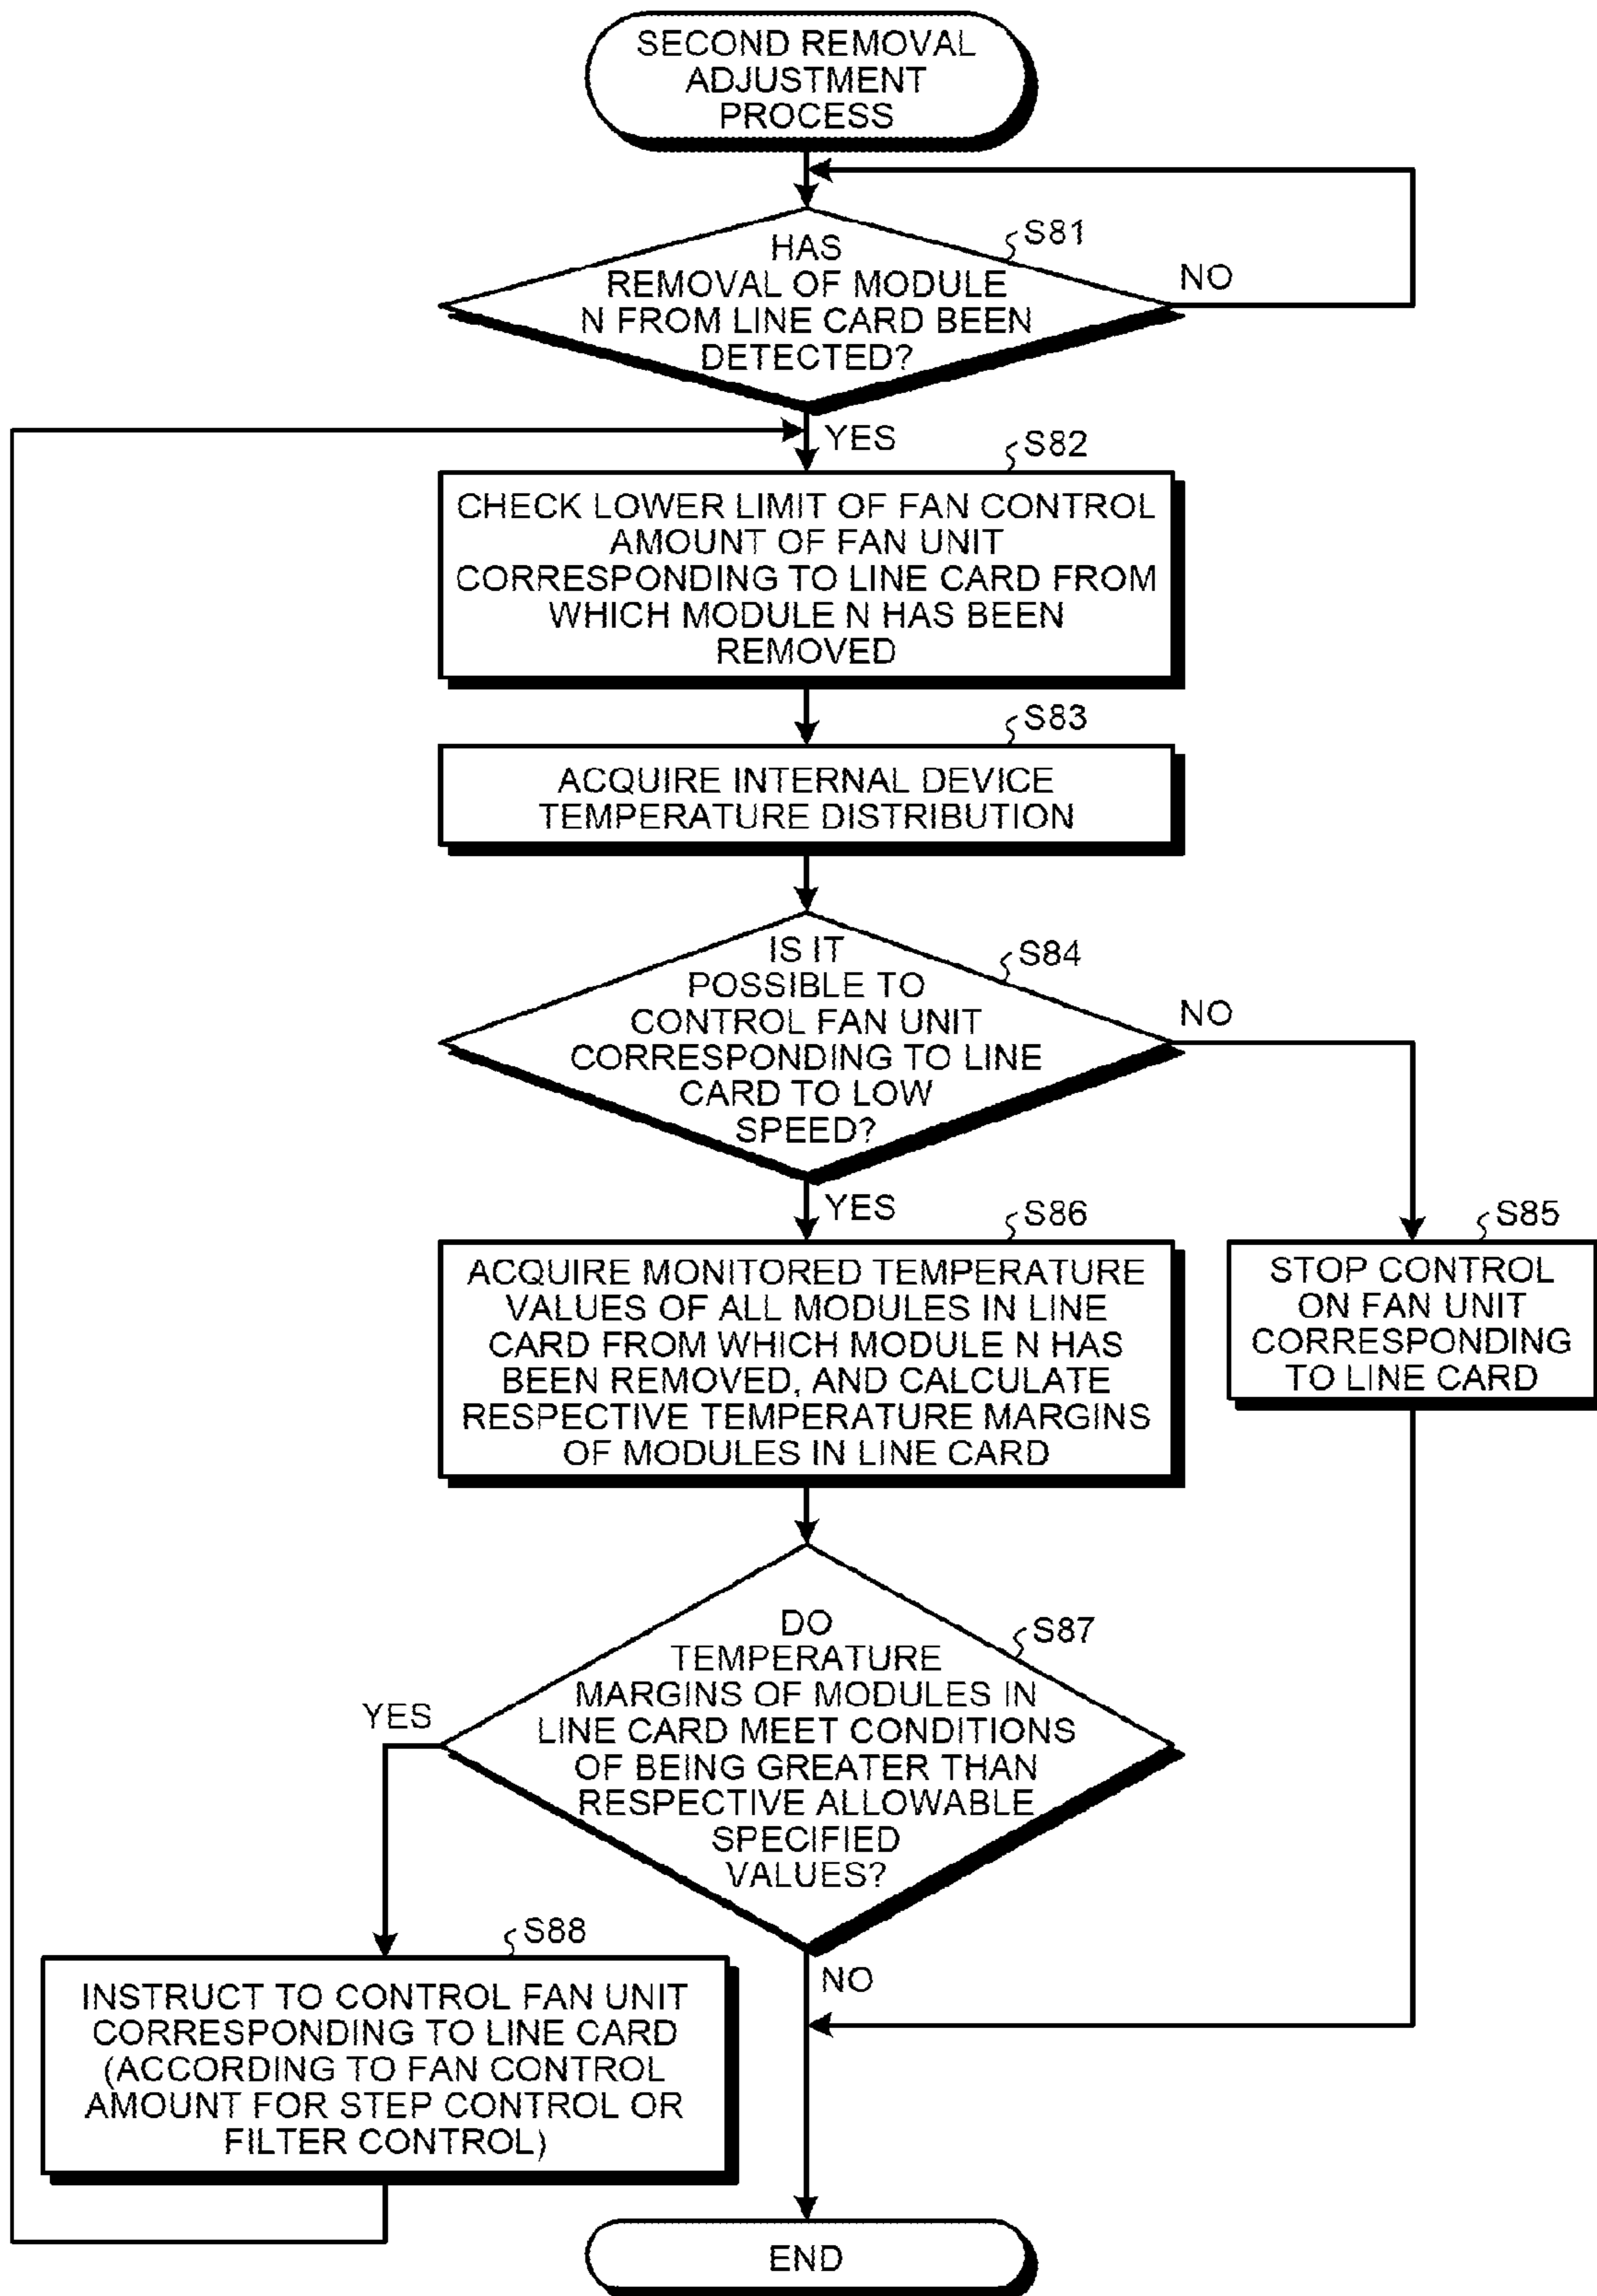 SECOND REMOVAL
ADJUSTMENT
PROCESS
S81
HAS
REMOVAL OF MODULE
N FROM LINE CARD BEEN
DETECTED?
NO
YES
S82
CHECK LOWER LIMIT OF FAN CONTROL
AMOUNT OF FAN UNIT
CORRESPONDING TO LINE CARD FROM
WHICH MODULE N HAS BEEN
REMOVED
S83
ACQUIRE INTERNAL DEVICE
TEMPERATURE DISTRIBUTION
S84
IS IT
POSSIBLE TO
CONTROL FAN UNIT
CORRESPONDING TO LINE
CARD TO LOW
SPEED?
NO
YES
S86
ACQUIRE MONITORED TEMPERATURE
VALUES OF ALL MODULES IN LINE
CARD FROM WHICH MODULE N HAS
BEEN REMOVED, AND CALCULATE
RESPECTIVE TEMPERATURE MARGINS
OF MODULES IN LINE CARD
S85
STOP CONTROL
ON FAN UNIT
CORRESPONDING
TO LINE CARD
S87
DO
TEMPERATURE
MARGINS OF MODULES IN
LINE CARD MEET CONDITIONS
OF BEING GREATER THAN
RESPECTIVE ALLOWABLE
SPECIFIED
VALUES?
YES
NO
S88
INSTRUCT TO CONTROL FAN UNIT
CORRESPONDING TO LINE CARD
(ACCORDING TO FAN CONTROL
AMOUNT FOR STEP CONTROL OR
FILTER CONTROL)
END